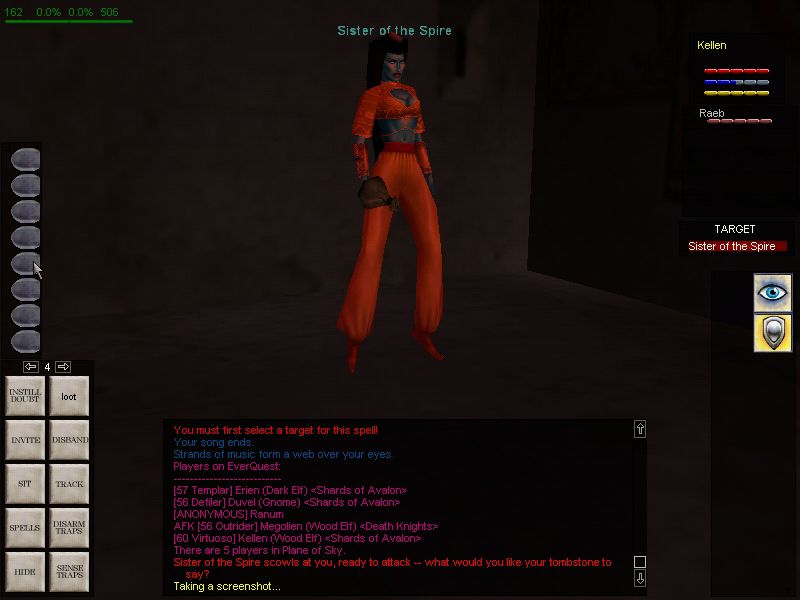 162 0.0% 0.0% 506
Sister of the Spire
Kellen
Raeb
TARGET
Sister of the Spire
4
INSTILL DOUBT
loot
INVITE
DISBAND
SIT
TRACK
SPELLS
DISARM TRAPS
HIDE
SENSE TRAPS
You must first select a target for this spell!
Your song ends.
Strands of music form a web over your eyes.
Players on EverQuest:
---------------------------
[57 Templar] Erien (Dark Elf) <Shards of Avalon>
[56 Defiler] Duvel (Gnome) <Shards of Avalon>
[ANONYMOUS] Ranum
AFK [56 Outrider] Megolien (Wood Elf) <Death Knights>
[60 Virtuoso] Kellen (Wood Elf) <Shards of Avalon>
There are 5 players in Plane of Sky.
Sister of the Spire scowls at you, ready to attack -- what would you like your tombstone to
say?
Taking a screenshot...